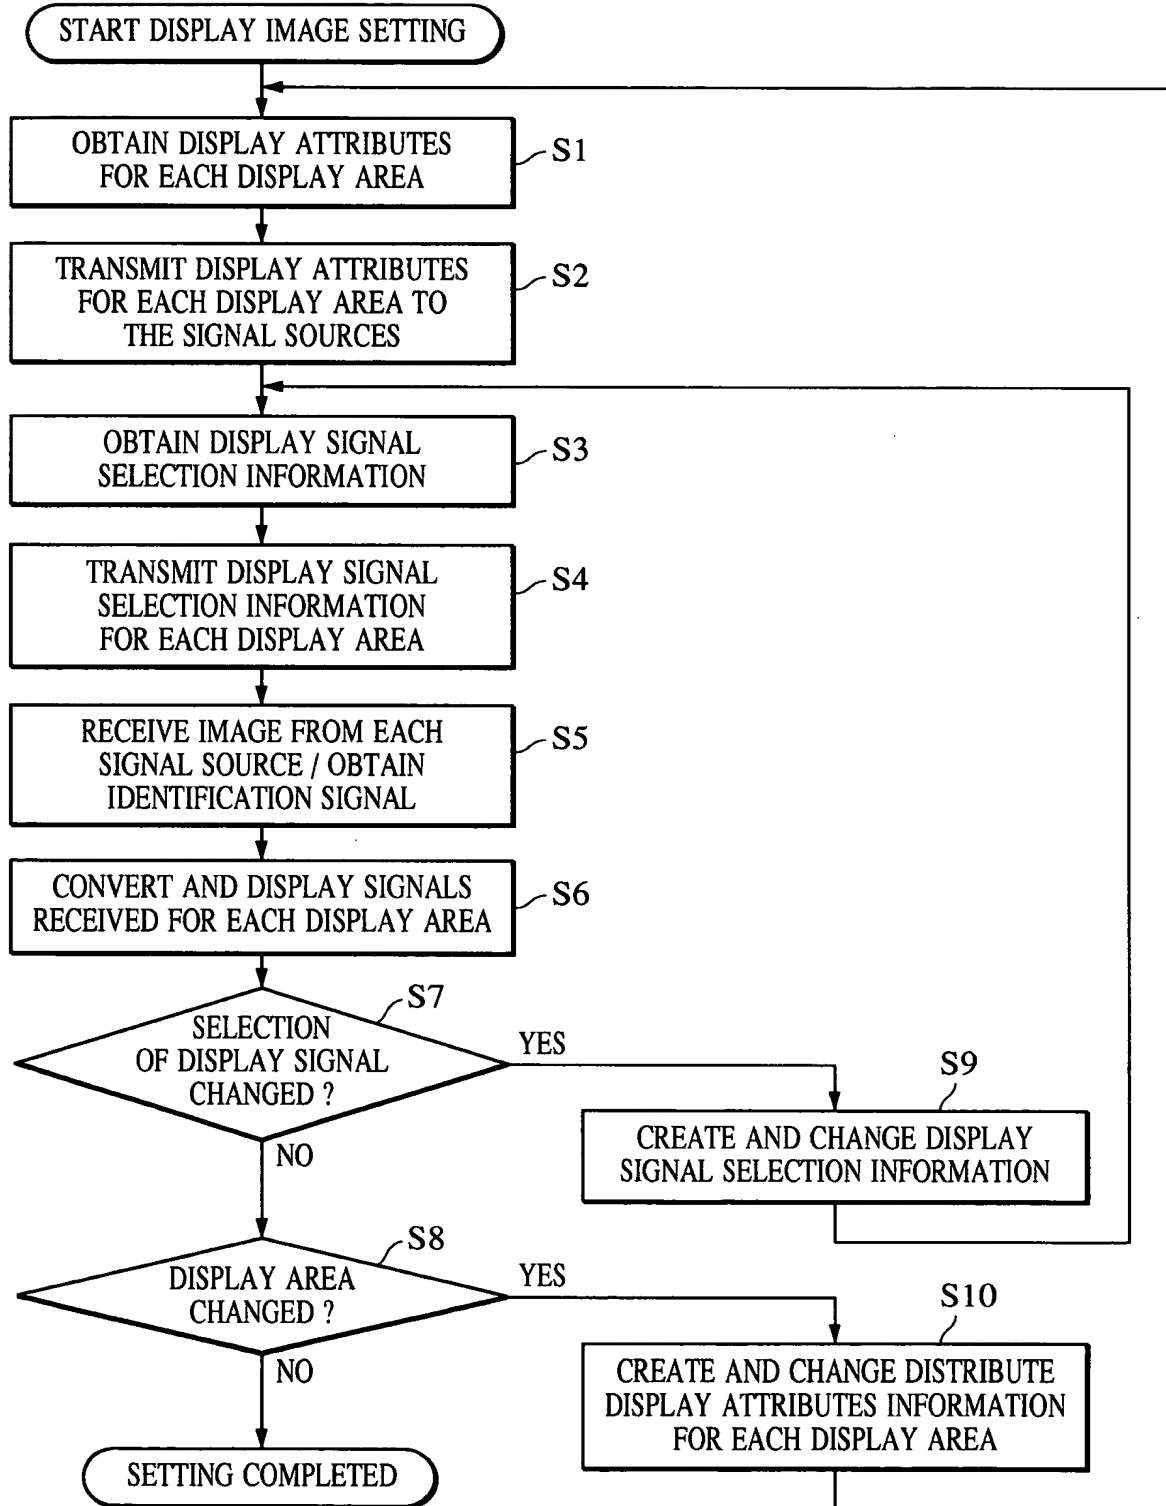 START DISPLAY IMAGE SETTING
OBTAIN DISPLAY ATTRIBUTES
FOR EACH DISPLAY AREA
S1
TRANSMIT DISPLAY ATTRIBUTES
FOR EACH DISPLAY AREA TO
THE SIGNAL SOURCES
S2
OBTAIN DISPLAY SIGNAL
SELECTION INFORMATION
S3
TRANSMIT DISPLAY SIGNAL
SELECTION INFORMATION
FOR EACH DISPLAY AREA
S4
RECEIVE IMAGE FROM EACH
SIGNAL SOURCE / OBTAIN
IDENTIFICATION SIGNAL
S5
CONVERT AND DISPLAY SIGNALS
RECEIVED FOR EACH DISPLAY AREA
S6
SELECTION
OF DISPLAY SIGNAL
CHANGED ?
S7
YES
NO
S9
CREATE AND CHANGE DISPLAY
SIGNAL SELECTION INFORMATION
DISPLAY AREA
CHANGED ?
S8
YES
NO
S10
CREATE AND CHANGE DISTRIBUTE
DISPLAY ATTRIBUTES INFORMATION
FOR EACH DISPLAY AREA
SETTING COMPLETED